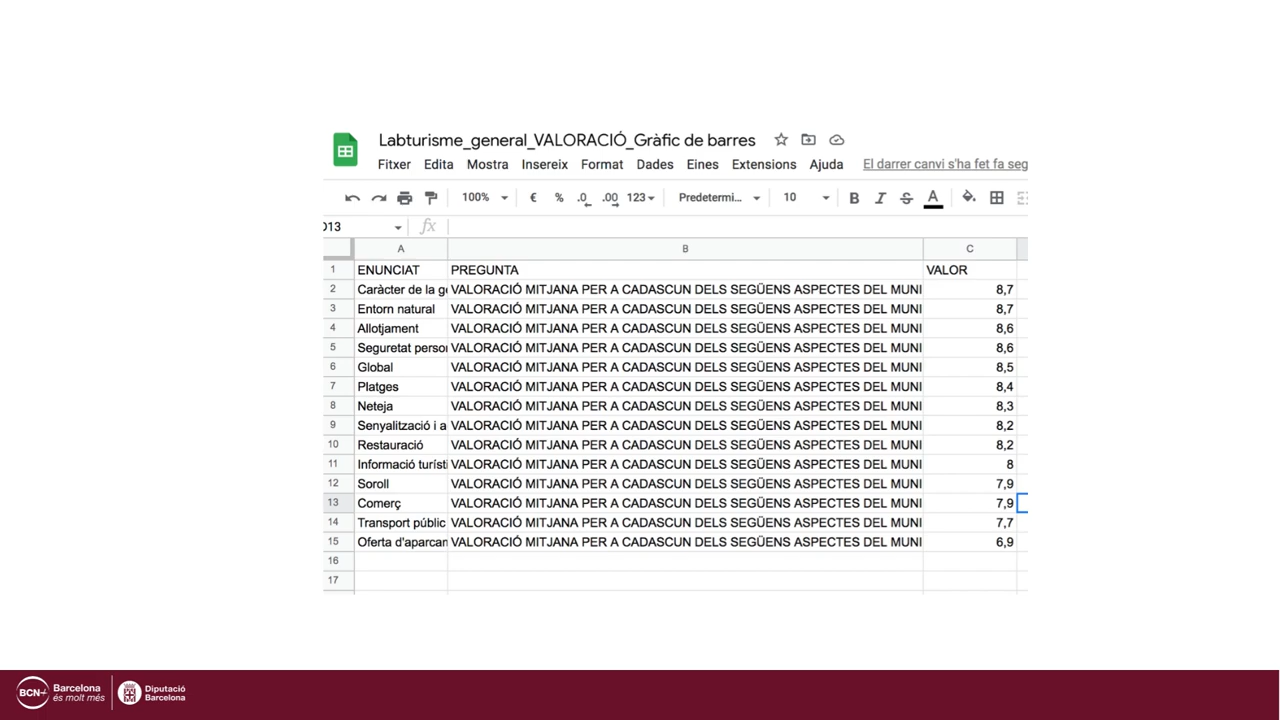 Labturisme_general_VALORACIÓ_Gràfic de barres
Fitxer Edita Mostra Insereix Format Dades Eines Extensions Ajuda El darrer canvi s'ha fet fa seg
100% € % .0 .00 123 Predetermi... 10 B I S A
D13 fx
A B C
1 ENUNCIAT PREGUNTA VALOR
2 Caràcter de la ge VALORACIÓ MITJANA PER A CADASCUN DELS SEGÜENS ASPECTES DEL MUNI 8,7
3 Entorn natural VALORACIÓ MITJANA PER A CADASCUN DELS SEGÜENS ASPECTES DEL MUNI 8,7
4 Allotjament VALORACIÓ MITJANA PER A CADASCUN DELS SEGÜENS ASPECTES DEL MUNI 8,6
5 Seguretat person VALORACIÓ MITJANA PER A CADASCUN DELS SEGÜENS ASPECTES DEL MUNI 8,6
6 Global VALORACIÓ MITJANA PER A CADASCUN DELS SEGÜENS ASPECTES DEL MUNI 8,5
7 Platges VALORACIÓ MITJANA PER A CADASCUN DELS SEGÜENS ASPECTES DEL MUNI 8,4
8 Neteja VALORACIÓ MITJANA PER A CADASCUN DELS SEGÜENS ASPECTES DEL MUNI 8,3
9 Senyalització i a VALORACIÓ MITJANA PER A CADASCUN DELS SEGÜENS ASPECTES DEL MUNI 8,2
10 Restauració VALORACIÓ MITJANA PER A CADASCUN DELS SEGÜENS ASPECTES DEL MUNI 8,2
11 Informació turísti VALORACIÓ MITJANA PER A CADASCUN DELS SEGÜENS ASPECTES DEL MUNI 8
12 Soroll VALORACIÓ MITJANA PER A CADASCUN DELS SEGÜENS ASPECTES DEL MUNI 7,9
13 Comerç VALORACIÓ MITJANA PER A CADASCUN DELS SEGÜENS ASPECTES DEL MUNI 7,9
14 Transport públic VALORACIÓ MITJANA PER A CADASCUN DELS SEGÜENS ASPECTES DEL MUNI 7,7
15 Oferta d'aparcam VALORACIÓ MITJANA PER A CADASCUN DELS SEGÜENS ASPECTES DEL MUNI 6,9
16
17
BCN+ Barcelona és molt més
Diputació Barcelona